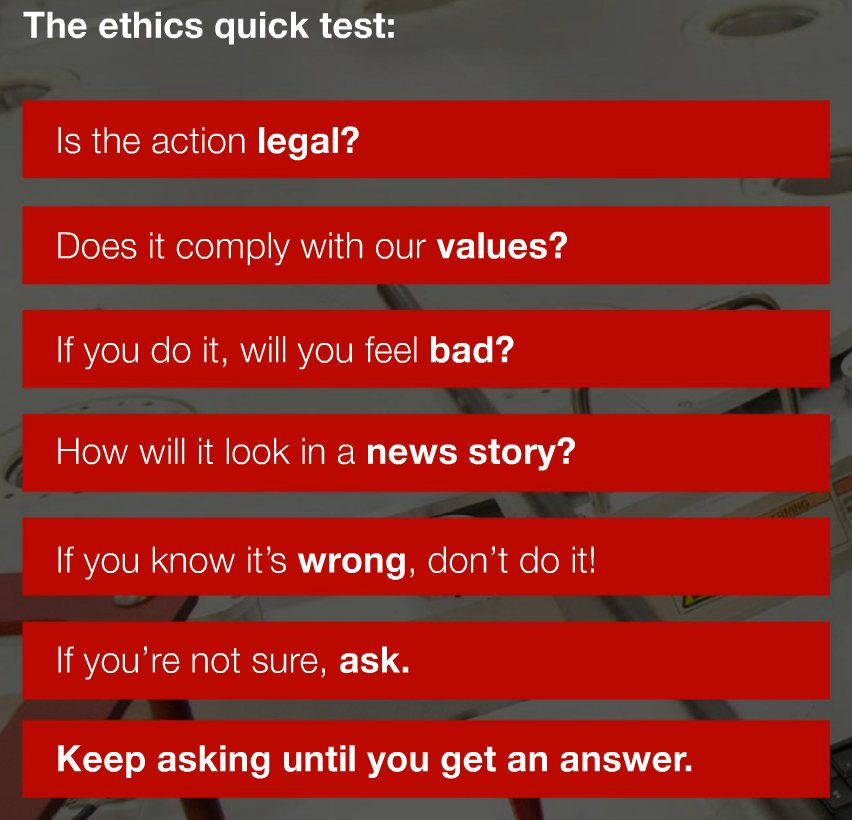 The ethics quick test:
Is the action legal?
Does it comply with our values?
If you do it, will you feel bad?
How will it look in a news story?
If you know it’s wrong, don’t do it!
If you’re not sure, ask.
Keep asking until you get an answer.